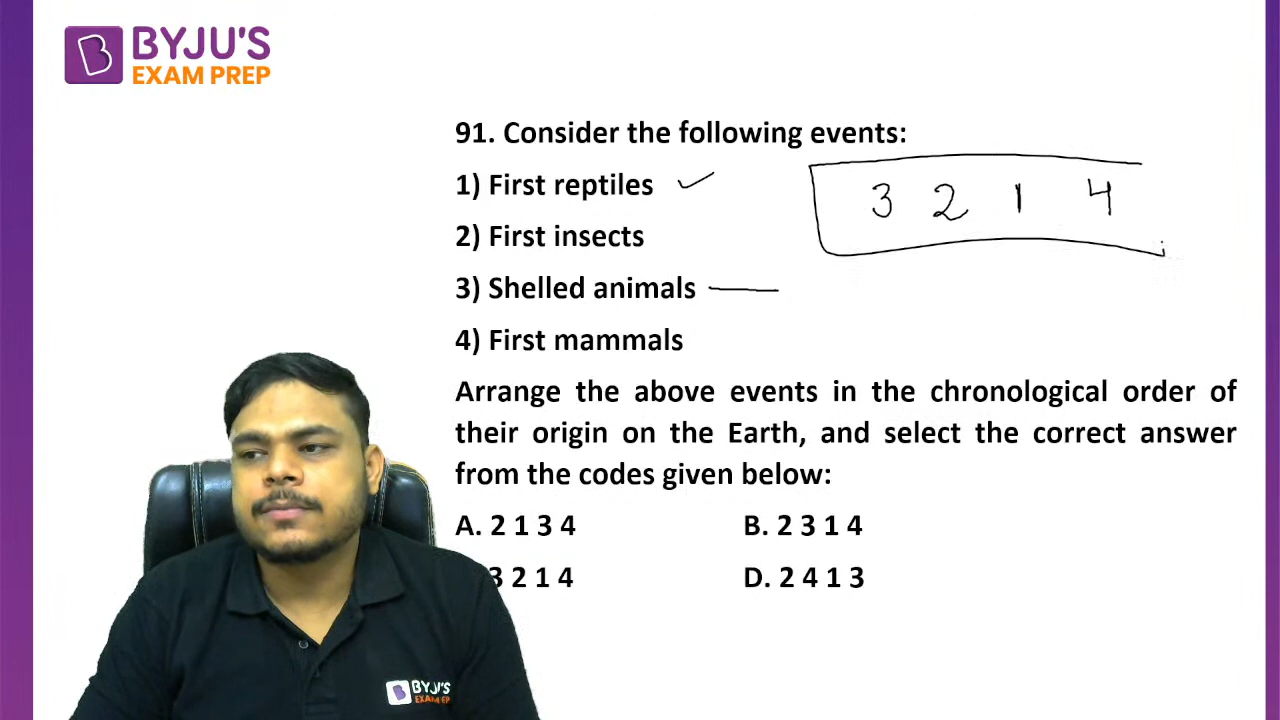 BYJU'S
EXAM PREP
91. Consider the following events:
1) First reptiles
3 2 1 4
2) First insects
3) Shelled animals
4) First mammals
Arrange the above events in the chronological order of
their origin on the Earth, and select the correct answer
from the codes given below:
A. 2 1 3 4 B. 2 3 1 4
3 2 1 4 D. 2 4 1 3
BYJU'S
EXAM EP